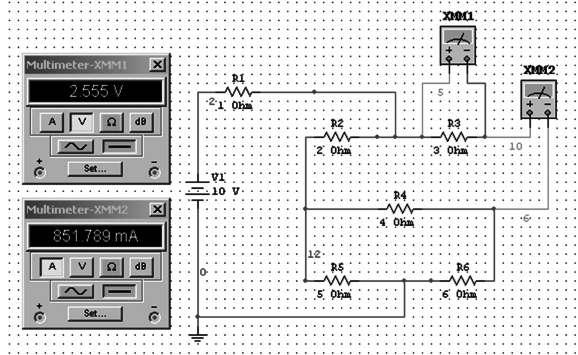 XMM1
XMM2
Multimeter-XMM1
2.555 V
A V Ω dB
Set...
+ -
Multimeter-XMM2
851.789 mA
A V Ω dB
Set...
+ -
R1
2
1 Ohm
5
R2
2 Ohm
R3
3 Ohm
10
V1
10 V
R4
4 Ohm
6
12
0
R5
5 Ohm
R6
6 Ohm